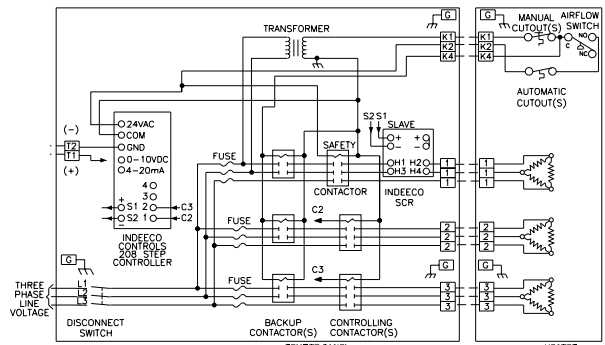 G
G
TRANSFORMER
MANUAL
CUTOUT(S)
AIRFLOW
SWITCH
K1
K2
K4
K1
K2
K4
C
NO
NC
AUTOMATIC
CUTOUT(S)
24VAC
COM
GND
0-10VDC
4-20mA
(-)
T2
T1
(+)
4
3
+ S1 2 C3
- S2 1 C2
INDEECO
CONTROLS
208 STEP
CONTROLLER
FUSE
SAFETY
CONTACTOR
S2 S1
SLAVE
+ +
- -
H1 H2
H3 H4
INDEECO
SCR
1
1
1
1
1
1
FUSE
C2
2
2
2
2
2
2
G
G
G
FUSE
C3
3
3
3
3
3
3
THREE
PHASE
LINE
VOLTAGE
L1
L2
L3
DISCONNECT
SWITCH
BACKUP
CONTACTOR(S)
CONTROLLING
CONTACTOR(S)